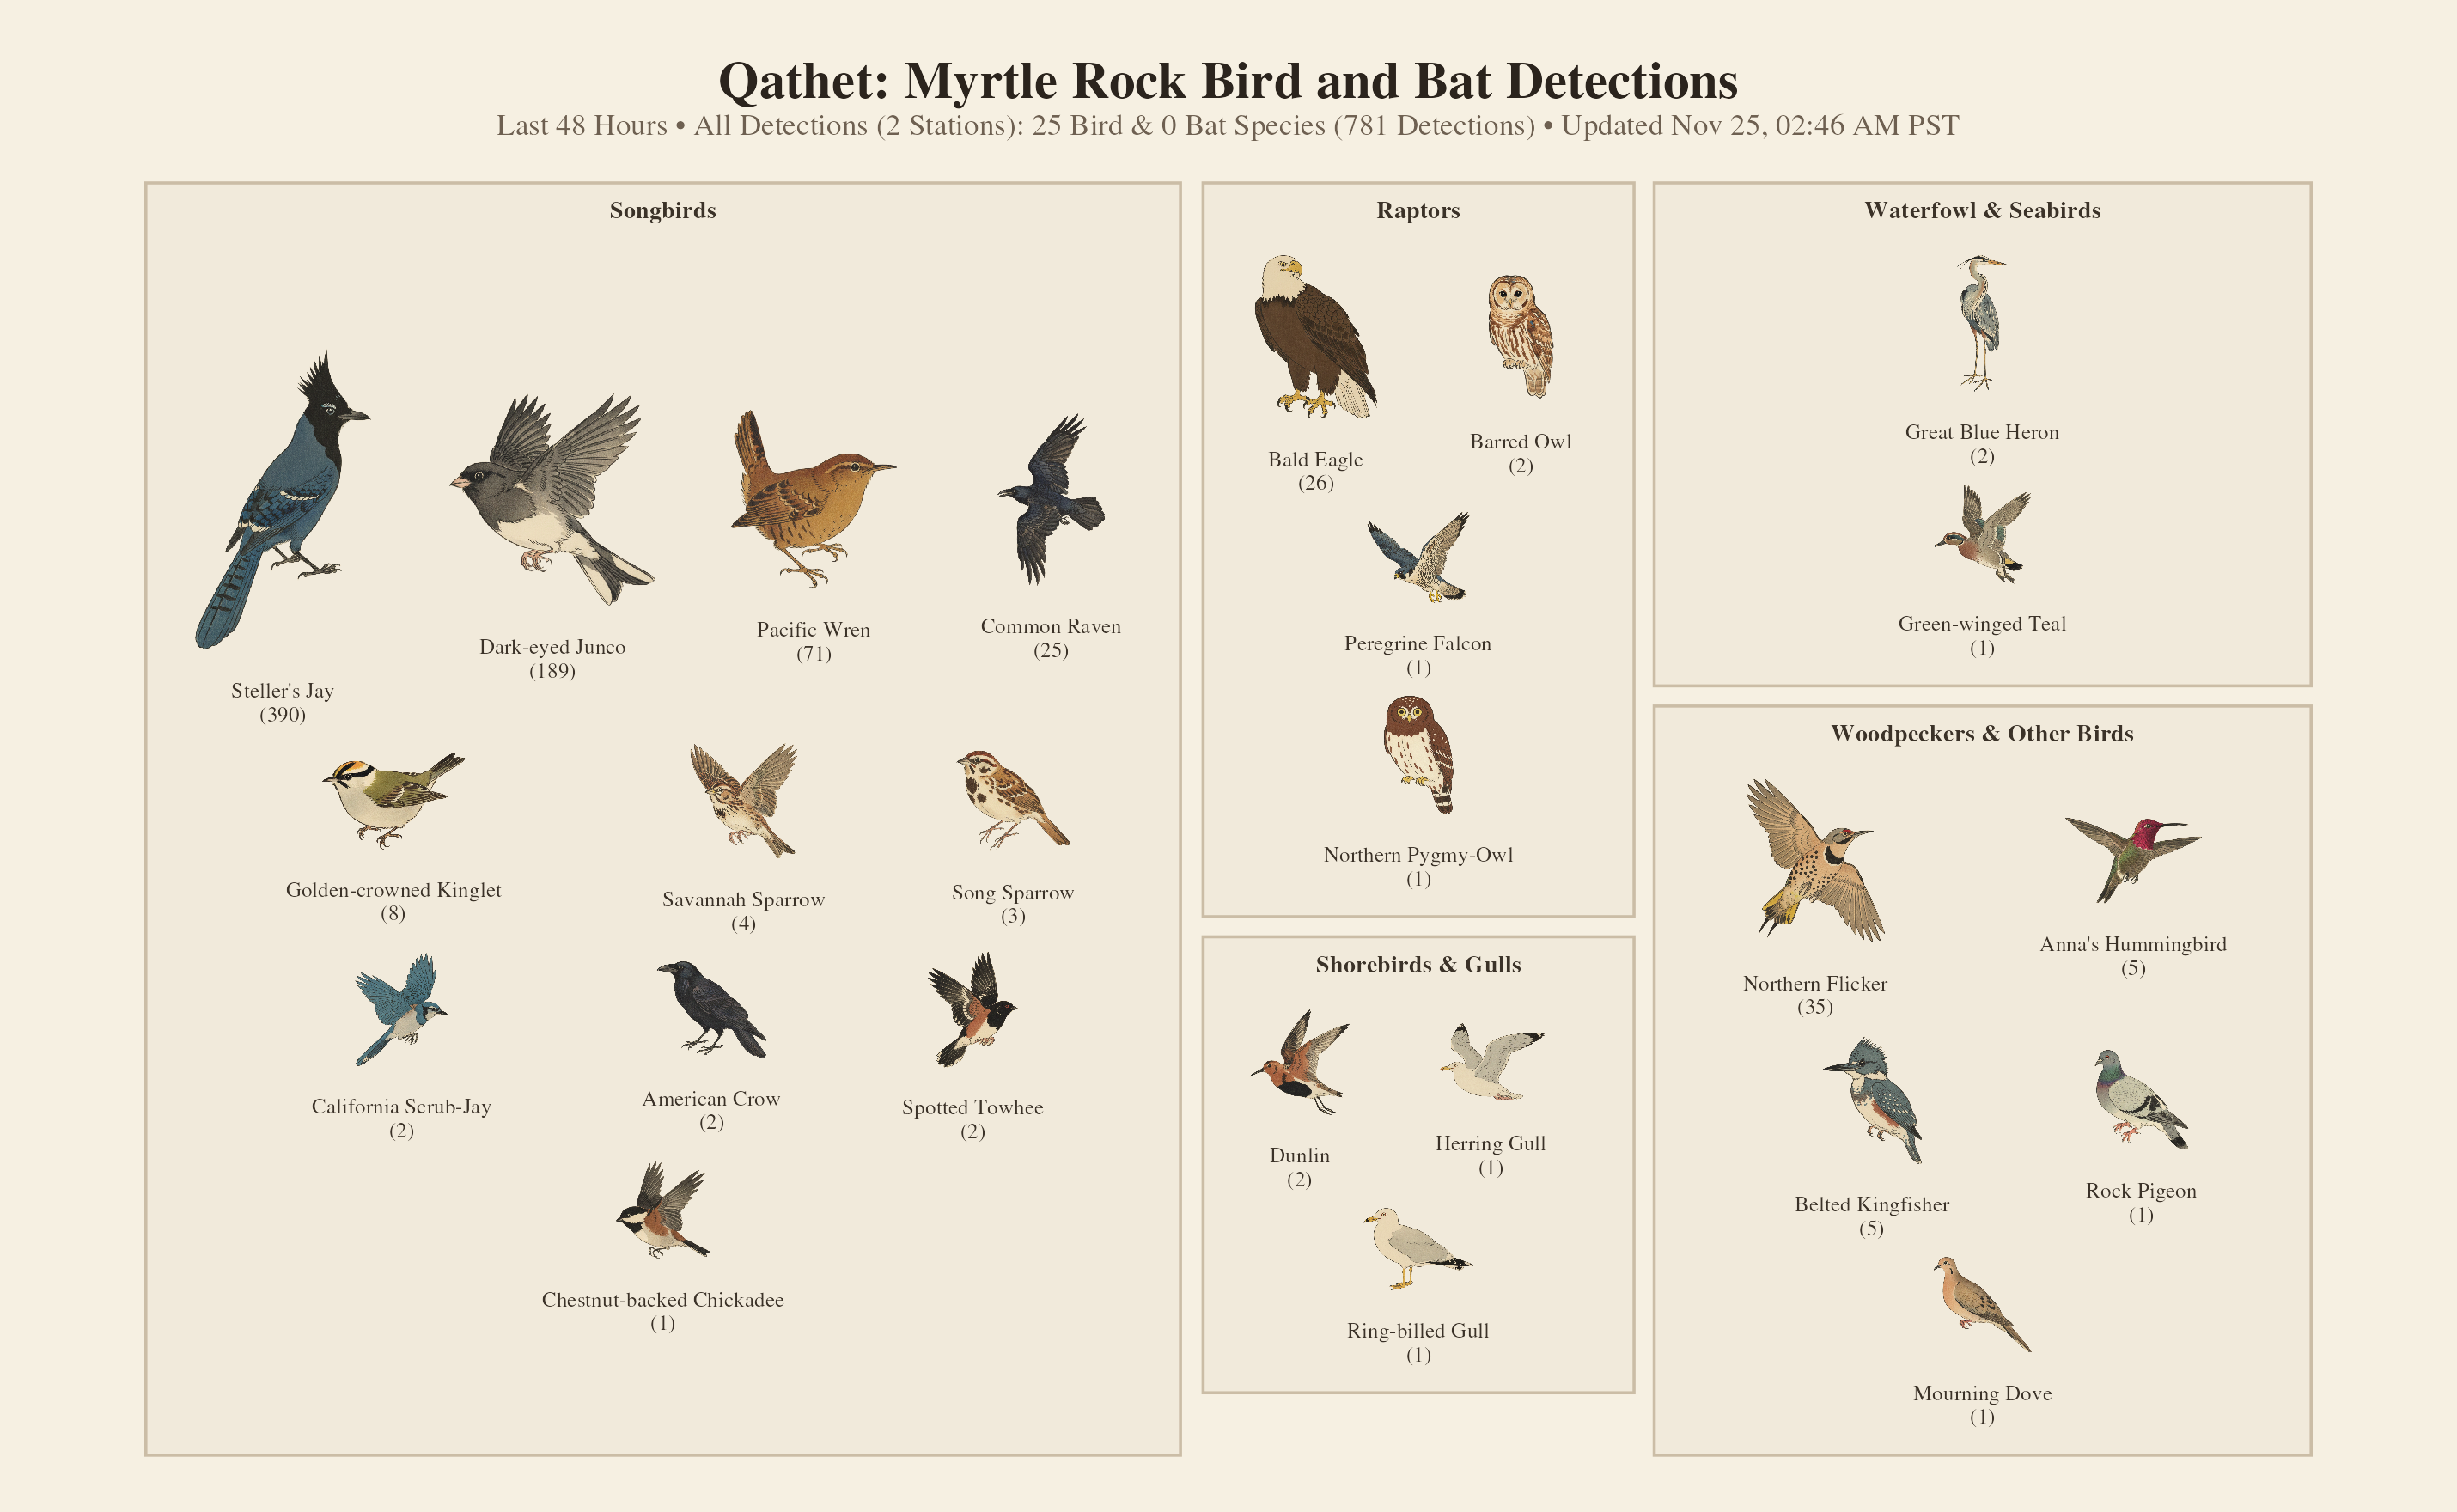 Qathet: Myrtle Rock Bird and Bat Detections
Last 48 Hours • All Detections (2 Stations): 25 Bird & 0 Bat Species (781 Detections) • Updated Nov 25, 02:46 AM PST
Songbirds
Steller's Jay
(390)
Dark-eyed Junco
(189)
Pacific Wren
(71)
Common Raven
(25)
Golden-crowned Kinglet
(8)
Savannah Sparrow
(4)
Song Sparrow
(3)
California Scrub-Jay
(2)
American Crow
(2)
Spotted Towhee
(2)
Chestnut-backed Chickadee
(1)
Raptors
Bald Eagle
(26)
Barred Owl
(2)
Peregrine Falcon
(1)
Northern Pygmy-Owl
(1)
Shorebirds & Gulls
Dunlin
(2)
Herring Gull
(1)
Ring-billed Gull
(1)
Waterfowl & Seabirds
Great Blue Heron
(2)
Green-winged Teal
(1)
Woodpeckers & Other Birds
Northern Flicker
(35)
Anna's Hummingbird
(5)
Belted Kingfisher
(5)
Rock Pigeon
(1)
Mourning Dove
(1)